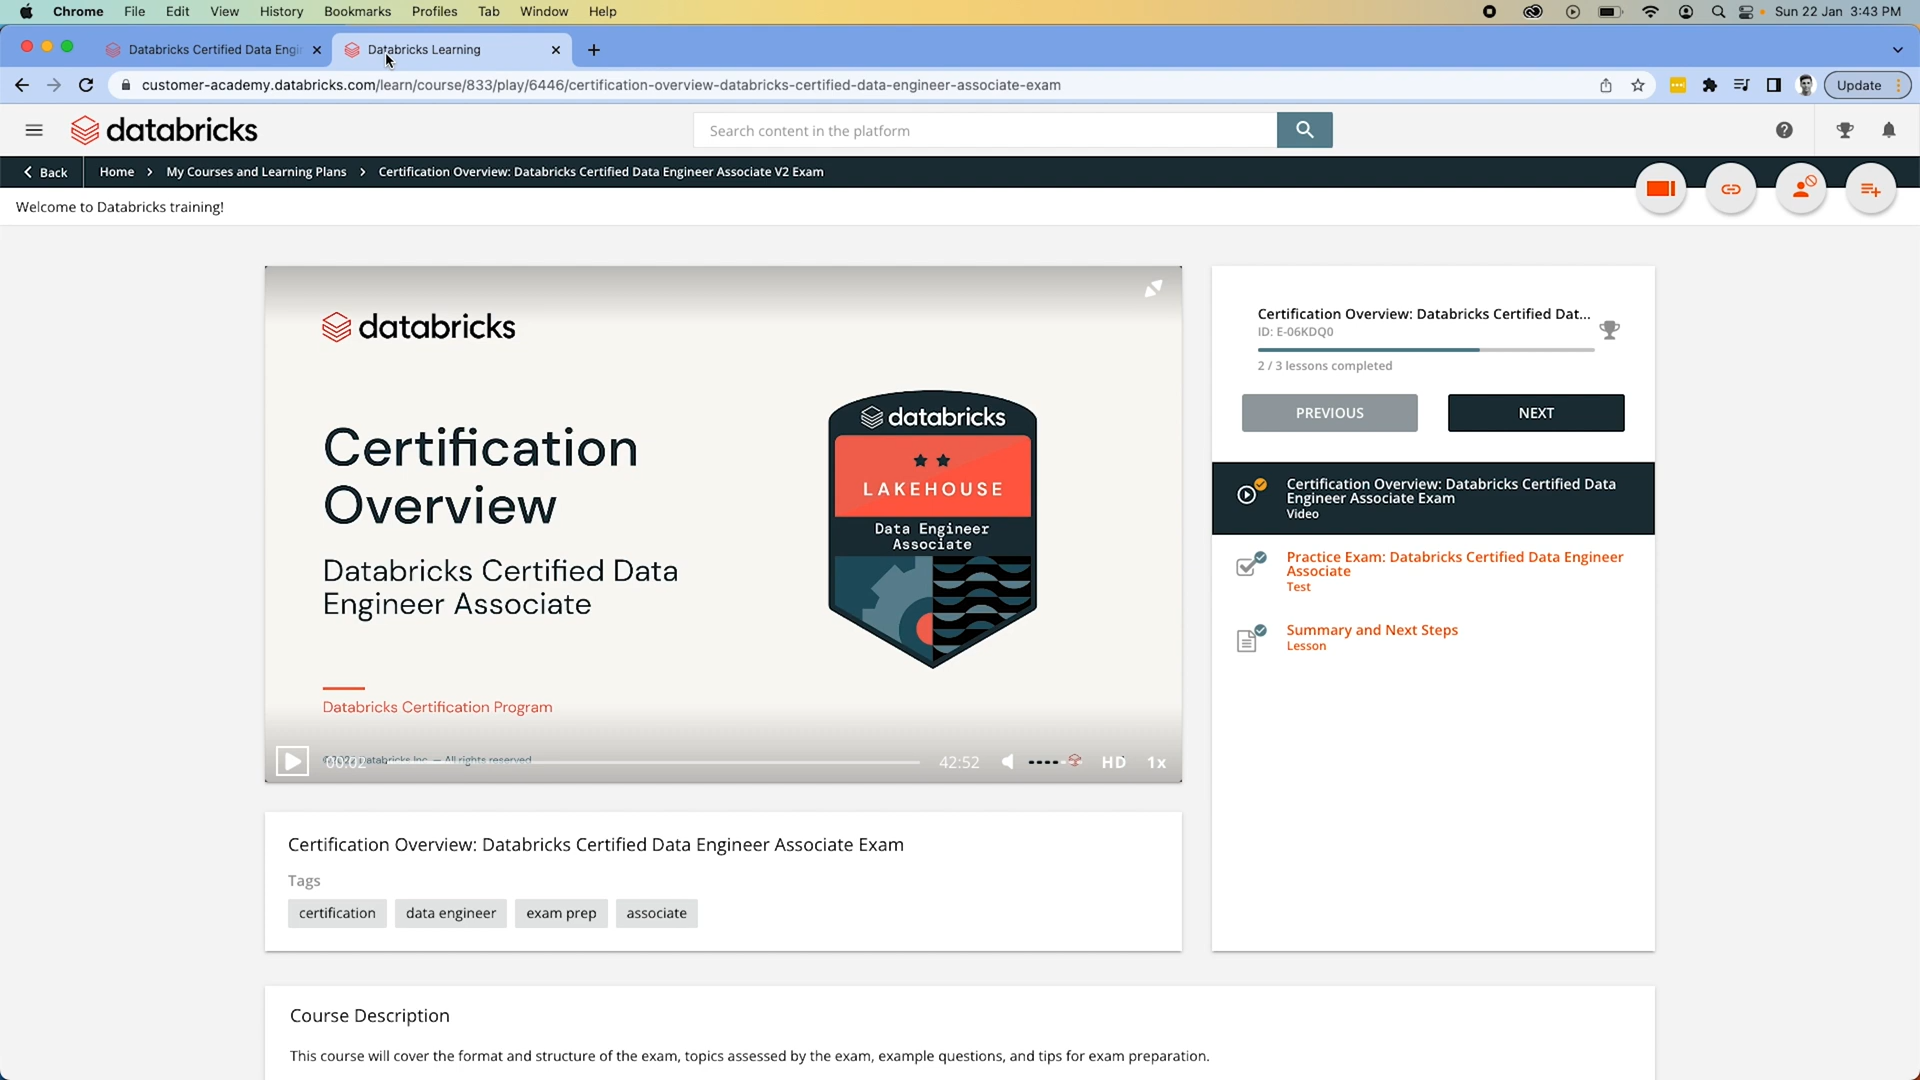 Chrome File Edit View History Bookmarks Profiles Tab Window Help Sun 22 Jan 3:43 PM
Databricks Certified Data Engi Databricks Learning
customer-academy.databricks.com/learn/course/833/play/6446/certification-overview-databricks-certified-data-engineer-associate-exam Update
databricks Search content in the platform
Back Home My Courses and Learning Plans Certification Overview: Databricks Certified Data Engineer Associate V2 Exam
Welcome to Databricks training!
databricks
Certification
Overview
Databricks Certified Data
Engineer Associate
Databricks Certification Program
databricks
LAKEHOUSE
Data Engineer
Associate
00:02 Databricks Inc. — All rights reserved 42:52 HD 1x
Certification Overview: Databricks Certified Dat...
ID: E-06KDQ0
2 / 3 lessons completed
PREVIOUS NEXT
Certification Overview: Databricks Certified Data
Engineer Associate Exam
Video
Practice Exam: Databricks Certified Data Engineer
Associate
Test
Summary and Next Steps
Lesson
Certification Overview: Databricks Certified Data Engineer Associate Exam
Tags
certification data engineer exam prep associate
Course Description
This course will cover the format and structure of the exam, topics assessed by the exam, example questions, and tips for exam preparation.